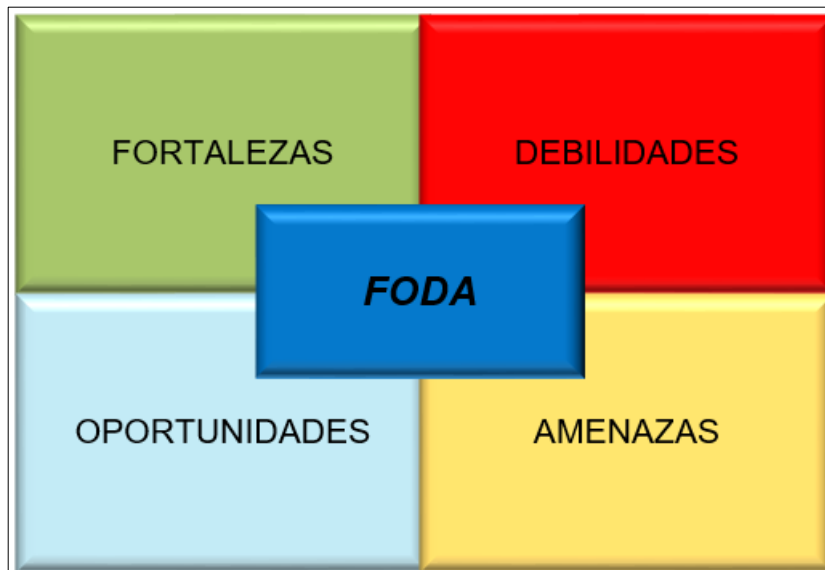 FORTALEZAS
DEBILIDADES
FODA
OPORTUNIDADES
AMENAZAS